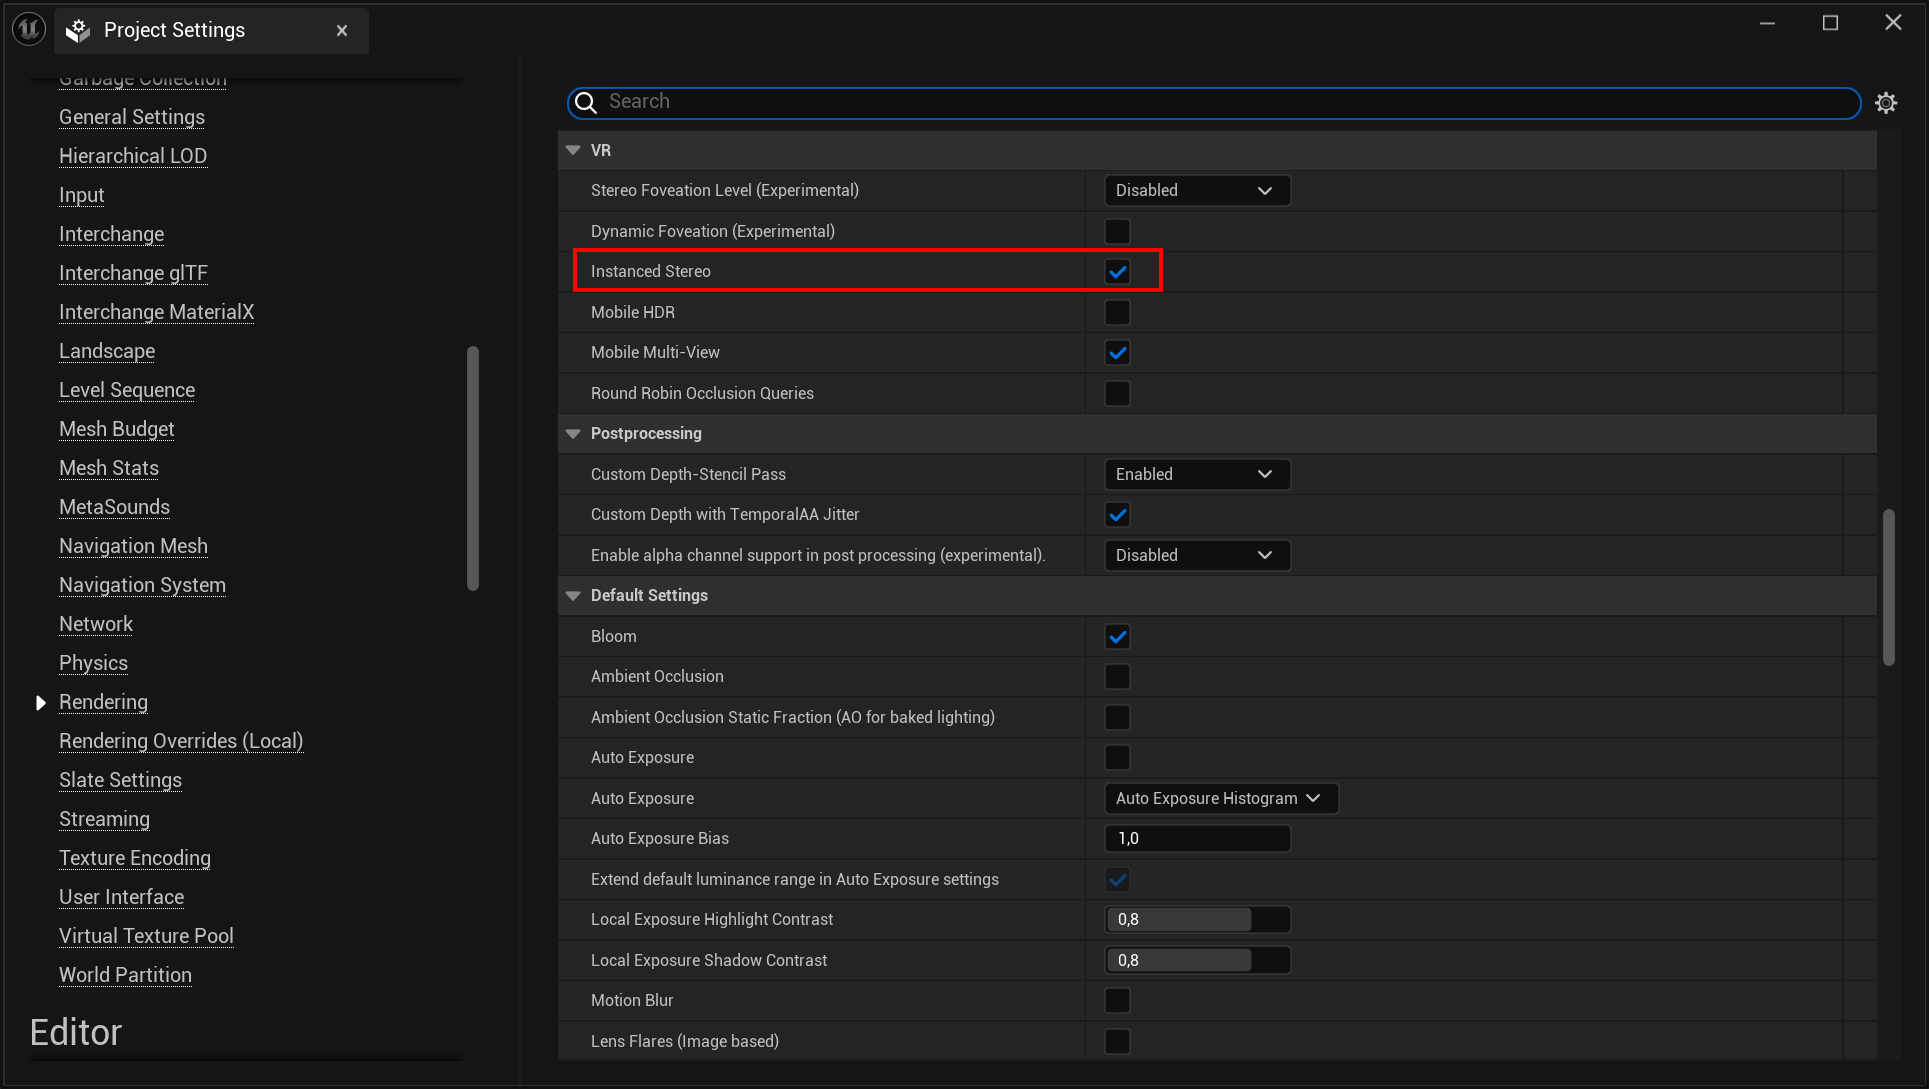 Project Settings
Garbage Collection
General Settings
Hierarchical LOD
Input
Interchange
Interchange glTF
Interchange MaterialX
Landscape
Level Sequence
Mesh Budget
Mesh Stats
MetaSounds
Navigation Mesh
Navigation System
Network
Physics
Rendering
Rendering Overrides (Local)
Slate Settings
Streaming
Texture Encoding
User Interface
Virtual Texture Pool
World Partition
Editor
Search
VR
Stereo Foveation Level (Experimental) Disabled
Dynamic Foveation (Experimental)
Instanced Stereo
Mobile HDR
Mobile Multi-View
Round Robin Occlusion Queries
Postprocessing
Custom Depth-Stencil Pass Enabled
Custom Depth with TemporalAA Jitter
Enable alpha channel support in post processing (experimental). Disabled
Default Settings
Bloom
Ambient Occlusion
Ambient Occlusion Static Fraction (AO for baked lighting)
Auto Exposure
Auto Exposure Auto Exposure Histogram
Auto Exposure Bias 1,0
Extend default luminance range in Auto Exposure settings
Local Exposure Highlight Contrast 0,8
Local Exposure Shadow Contrast 0,8
Motion Blur
Lens Flares (Image based)